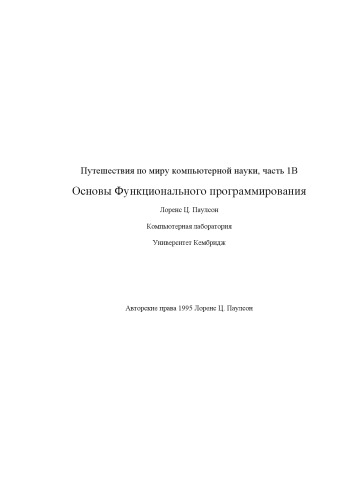 Путешествия по миру компьютерной науки, часть 1B
Основы Функционального программирования
Лоренс Ц. Паулсон
Компьютерная лаборатория
Университет Кембридж
Авторские права 1995 Лоренс Ц. Паулсон